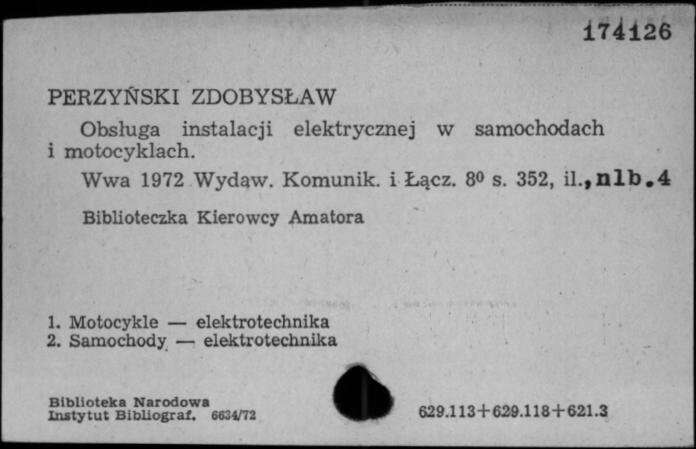 174126
PERZYŃSKI ZDOBYSŁAW
Obsługa instalacji elektrycznej w samochodach
i motocyklach.
Wwa 1972 Wydaw. Komunik. i Łącz. 8º s. 352, il., nlb. 4
Biblioteczka Kierowcy Amatora
1. Motocykle — elektrotechnika
2. Samochody — elektrotechnika
Biblioteka Narodowa
Instytut Bibliograf. 6634/72
629.113+629.118+621.3